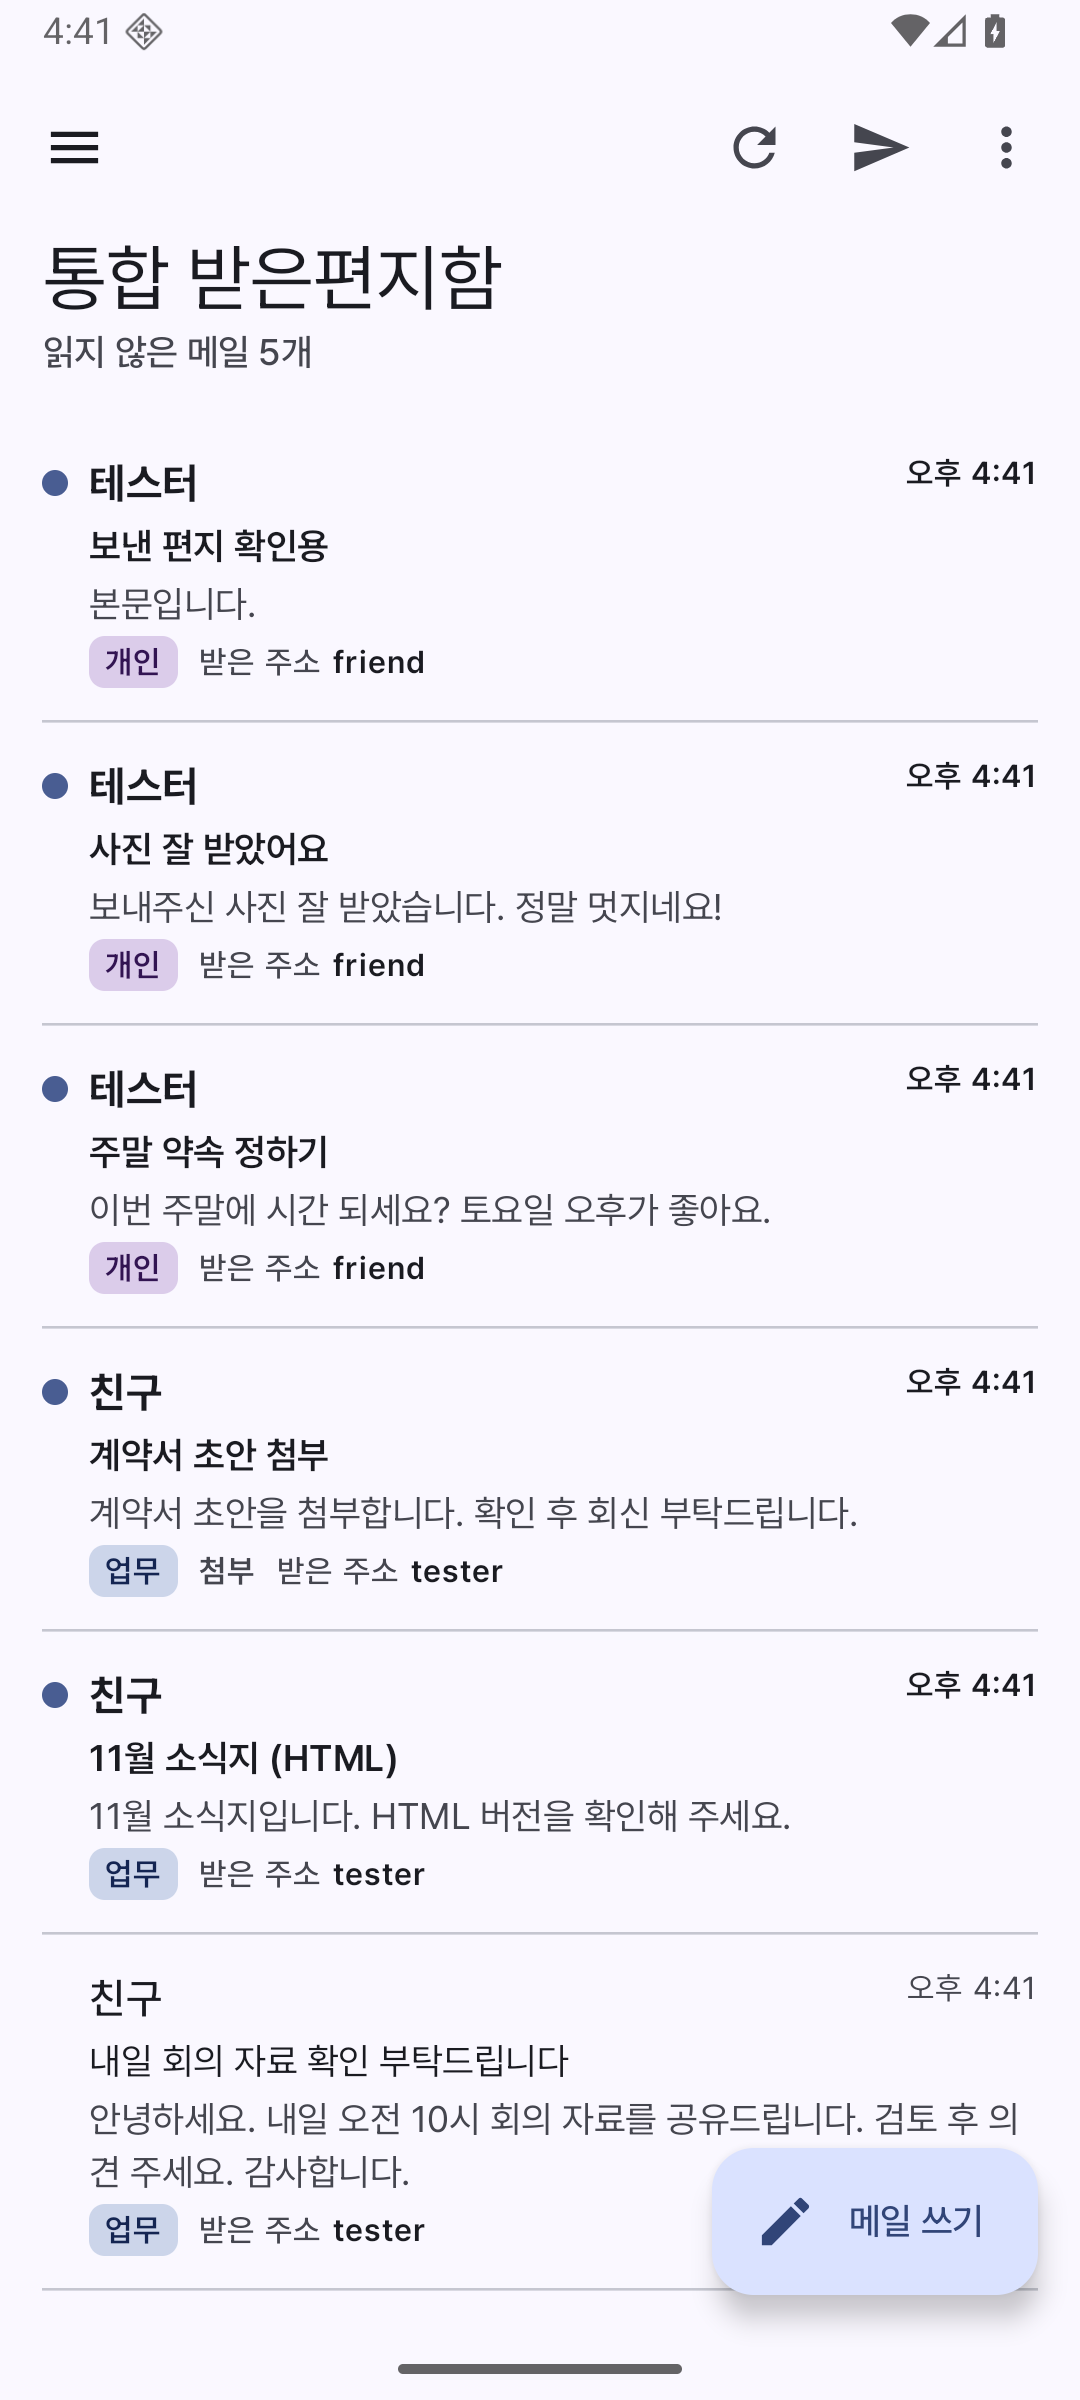 4:41
통합 받은편지함
읽지 않은 메일 5개
테스터 오후 4:41
보낸 편지 확인용
본문입니다.
개인 받은 주소 friend
테스터 오후 4:41
사진 잘 받았어요
보내주신 사진 잘 받았습니다. 정말 멋지네요!
개인 받은 주소 friend
테스터 오후 4:41
주말 약속 정하기
이번 주말에 시간 되세요? 토요일 오후가 좋아요.
개인 받은 주소 friend
친구 오후 4:41
계약서 초안 첨부
계약서 초안을 첨부합니다. 확인 후 회신 부탁드립니다.
업무 첨부 받은 주소 tester
친구 오후 4:41
11월 소식지 (HTML)
11월 소식지입니다. HTML 버전을 확인해 주세요.
업무 받은 주소 tester
친구 오후 4:41
내일 회의 자료 확인 부탁드립니다
안녕하세요. 내일 오전 10시 회의 자료를 공유드립니다. 검토 후 의
견 주세요. 감사합니다.
업무 받은 주소 tester
메일 쓰기